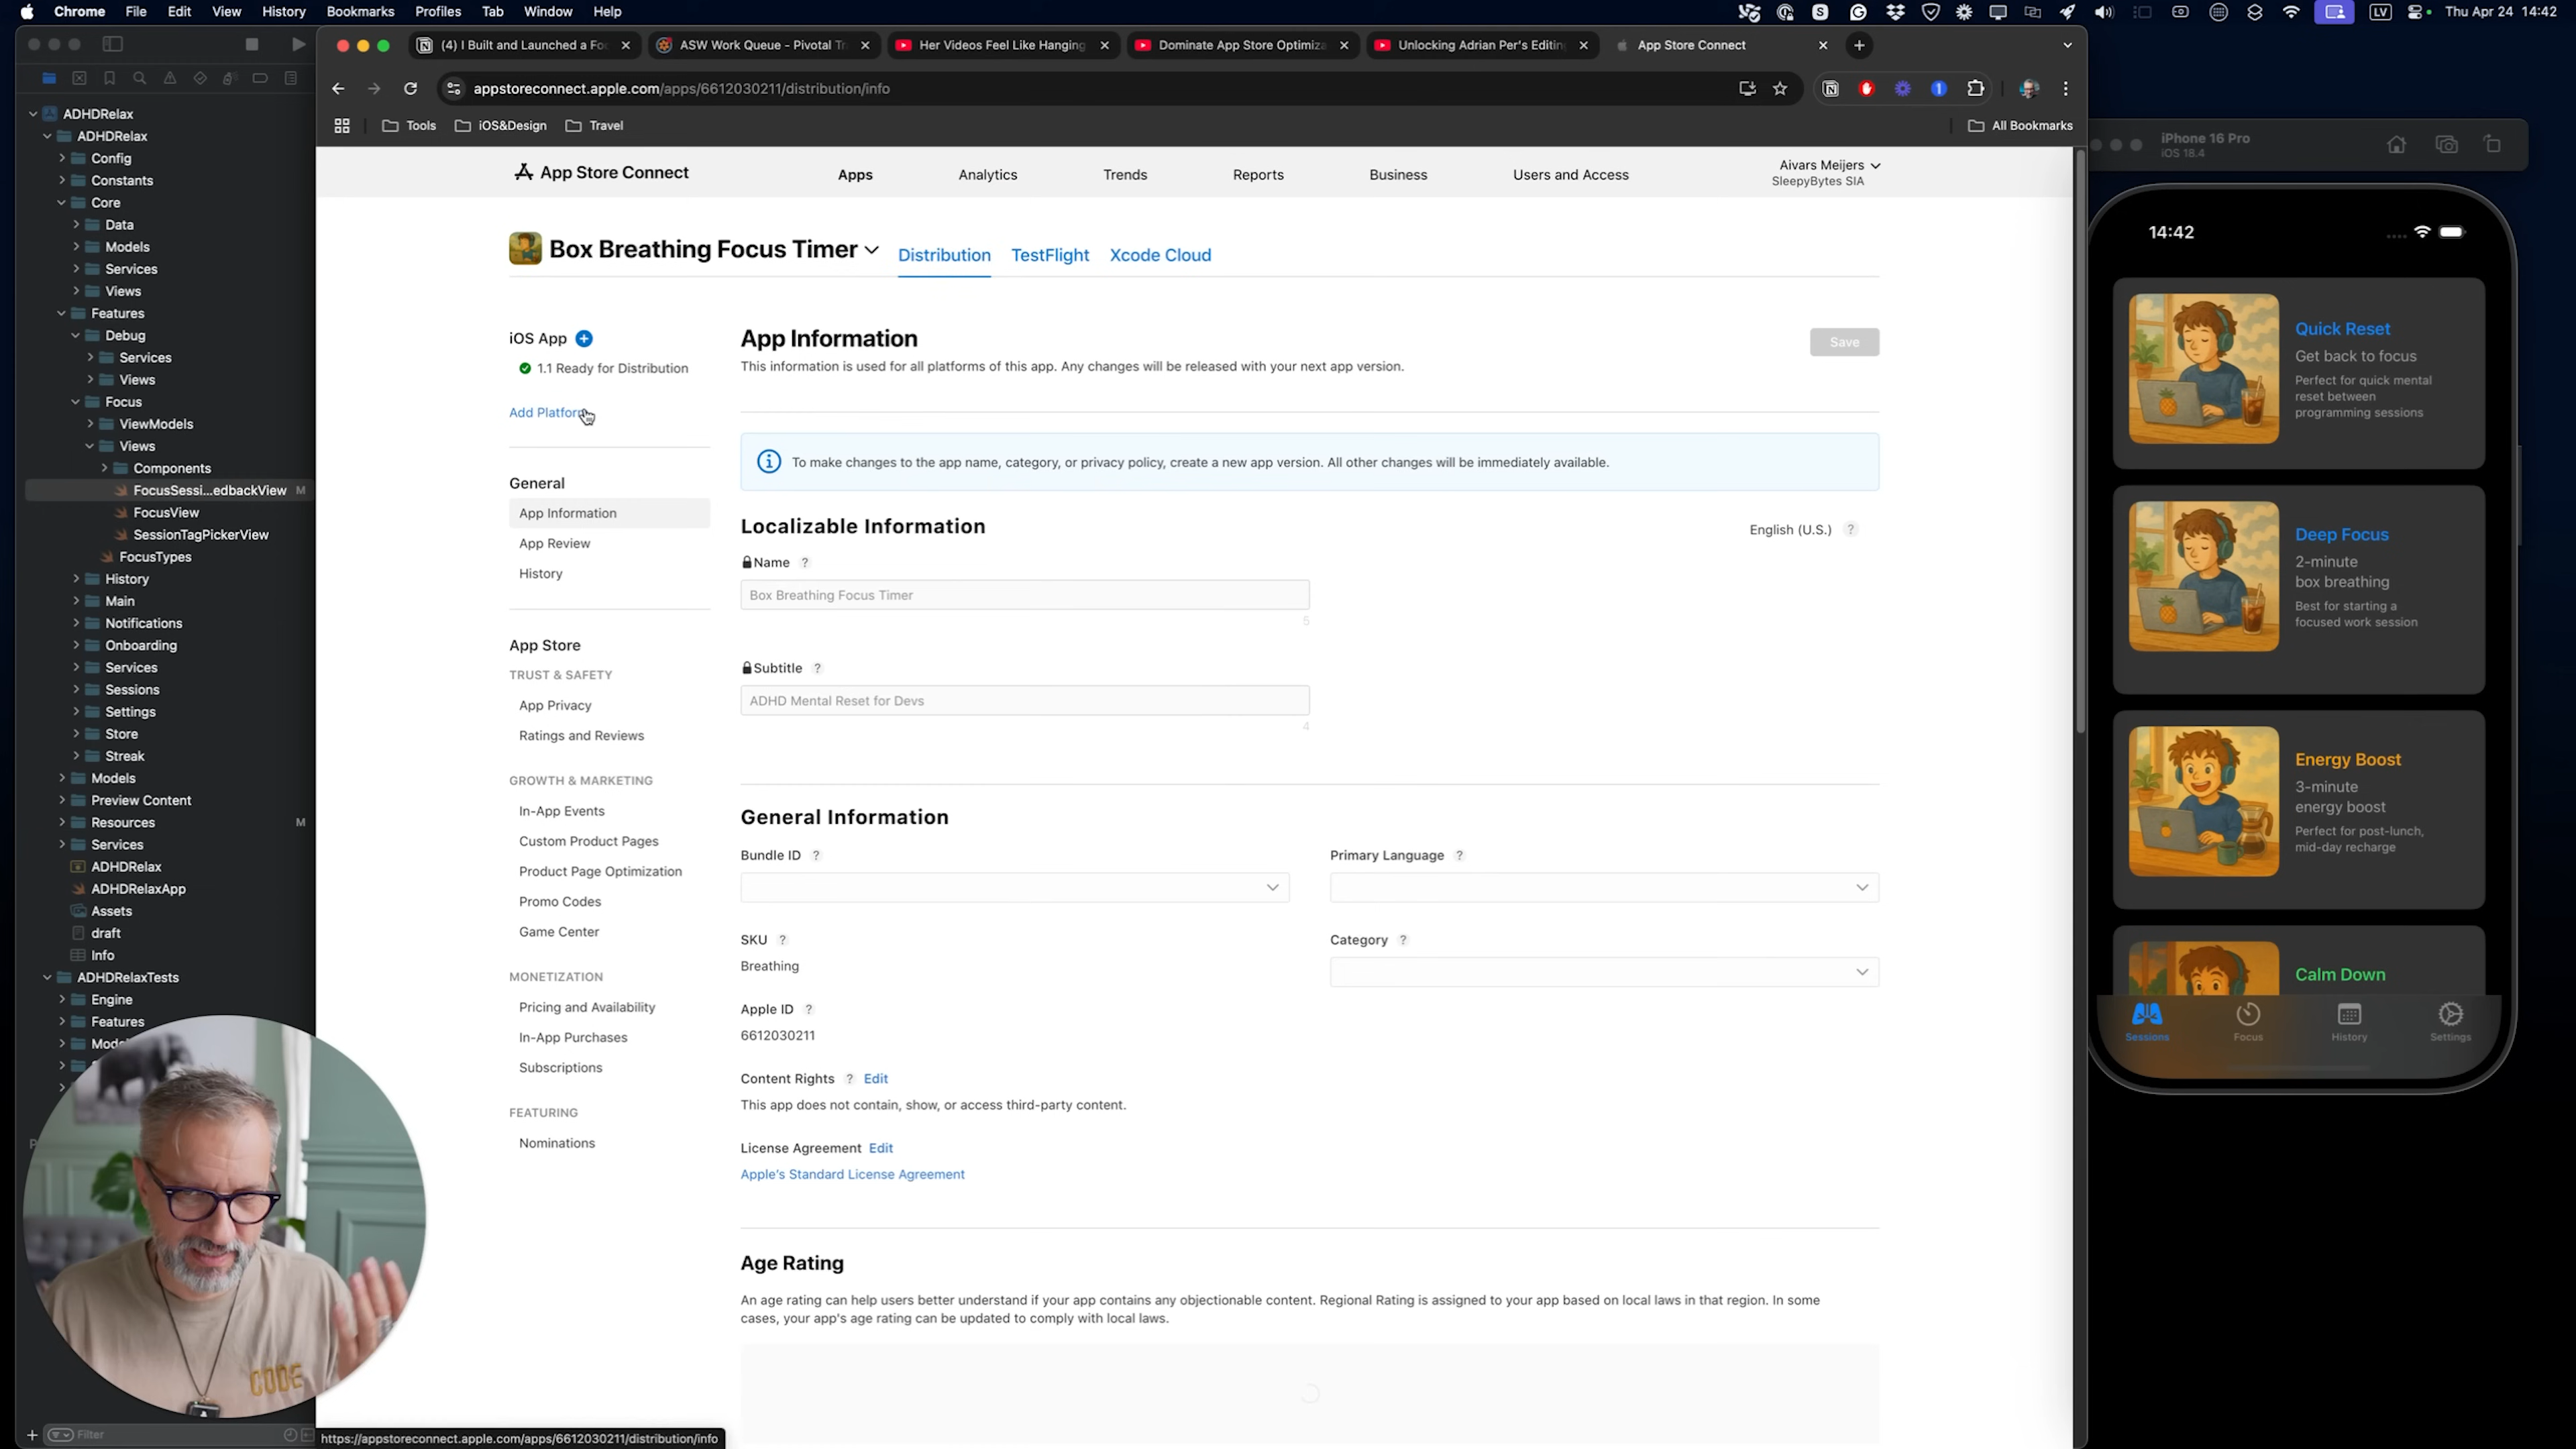 Chrome File Edit View History Bookmarks Profiles Tab Window Help
LV Thu Apr 24 14:42
(4) I Built and Launched a Fo
ASW Work Queue - Pivotal Tr
Her Videos Feel Like Hanging
Dominate App Store Optimiza
Unlocking Adrian Per's Editin
App Store Connect
appstoreconnect.apple.com/apps/6612030211/distribution/info
Tools
iOS&Design
Travel
All Bookmarks
ADHDRelax
ADHDRelax
Config
Constants
Core
Data
Models
Services
Views
Features
Debug
Services
Views
Focus
ViewModels
Views
Components
FocusSessi...edbackView M
FocusView
SessionTagPickerView
FocusTypes
History
Main
Notifications
Onboarding
Services
Sessions
Settings
Store
Streak
Models
Preview Content
Resources M
Services
ADHDRelax
ADHDRelaxApp
Assets
draft
Info
ADHDRelaxTests
Engine
Features
Filter
App Store Connect
Apps
Analytics
Trends
Reports
Business
Users and Access
Aivars Meijers
SleepyBytes SIA
Box Breathing Focus Timer
Distribution
TestFlight
Xcode Cloud
iOS App
1.1 Ready for Distribution
Add Platform
General
App Information
App Review
History
App Store
TRUST & SAFETY
App Privacy
Ratings and Reviews
GROWTH & MARKETING
In-App Events
Custom Product Pages
Product Page Optimization
Promo Codes
Game Center
MONETIZATION
Pricing and Availability
In-App Purchases
Subscriptions
FEATURING
Nominations
App Information
Save
This information is used for all platforms of this app. Any changes will be released with your next app version.
To make changes to the app name, category, or privacy policy, create a new app version. All other changes will be immediately available.
Localizable Information
English (U.S.) ?
Name ?
Box Breathing Focus Timer
5
Subtitle ?
ADHD Mental Reset for Devs
4
General Information
Bundle ID ?
Primary Language ?
SKU ?
Breathing
Category ?
Apple ID ?
6612030211
Content Rights ? Edit
This app does not contain, show, or access third-party content.
License Agreement Edit
Apple's Standard License Agreement
Age Rating
An age rating can help users better understand if your app contains any objectionable content. Regional Rating is assigned to your app based on local laws in that region. In some
cases, your app's age rating can be updated to comply with local laws.
https://appstoreconnect.apple.com/apps/6612030211/distribution/info
CODE
iPhone 16 Pro
iOS 18.4
14:42
Quick Reset
Get back to focus
Perfect for quick mental
reset between
programming sessions
Deep Focus
2-minute
box breathing
Best for starting a
focused work session
Energy Boost
3-minute
energy boost
Perfect for post-lunch,
mid-day recharge
Calm Down
Sessions
Focus
History
Settings